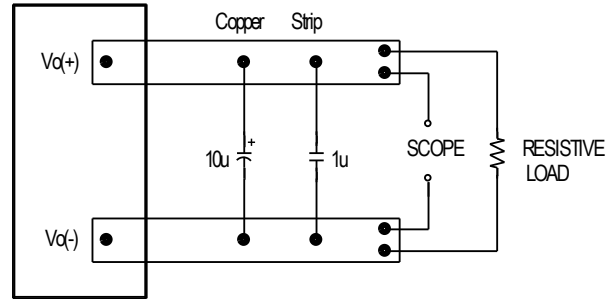 Copper Strip
Vo(+)
+
10u
1u
SCOPE
RESISTIVE
LOAD
Vo(-)